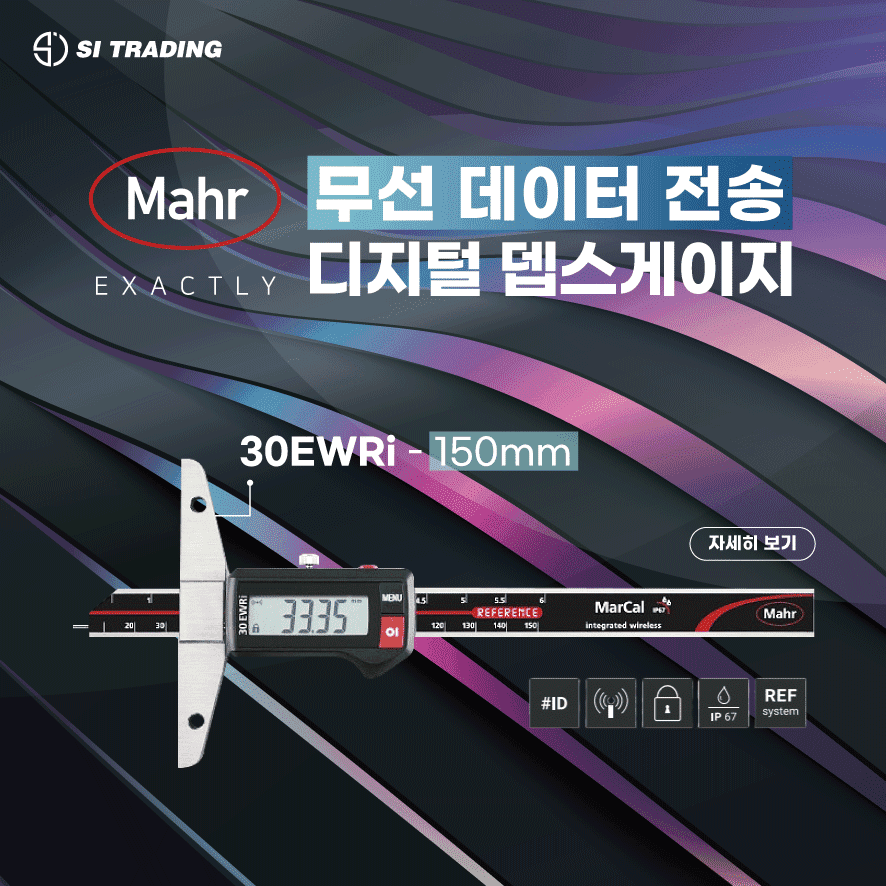 SI TRADING
Mahr
EXACTLY
무선 데이터 전송
디지털 뎁스게이지
30EWRi - 150mm
자세히 보기
1 4.5 5 5.5 6
30 EWRi
mm
33.35
MENU
REFERENCE
MarCal
IP67
Mahr
20 30 120 130 140 150
integrated wireless
#ID
IP 67
REF
system